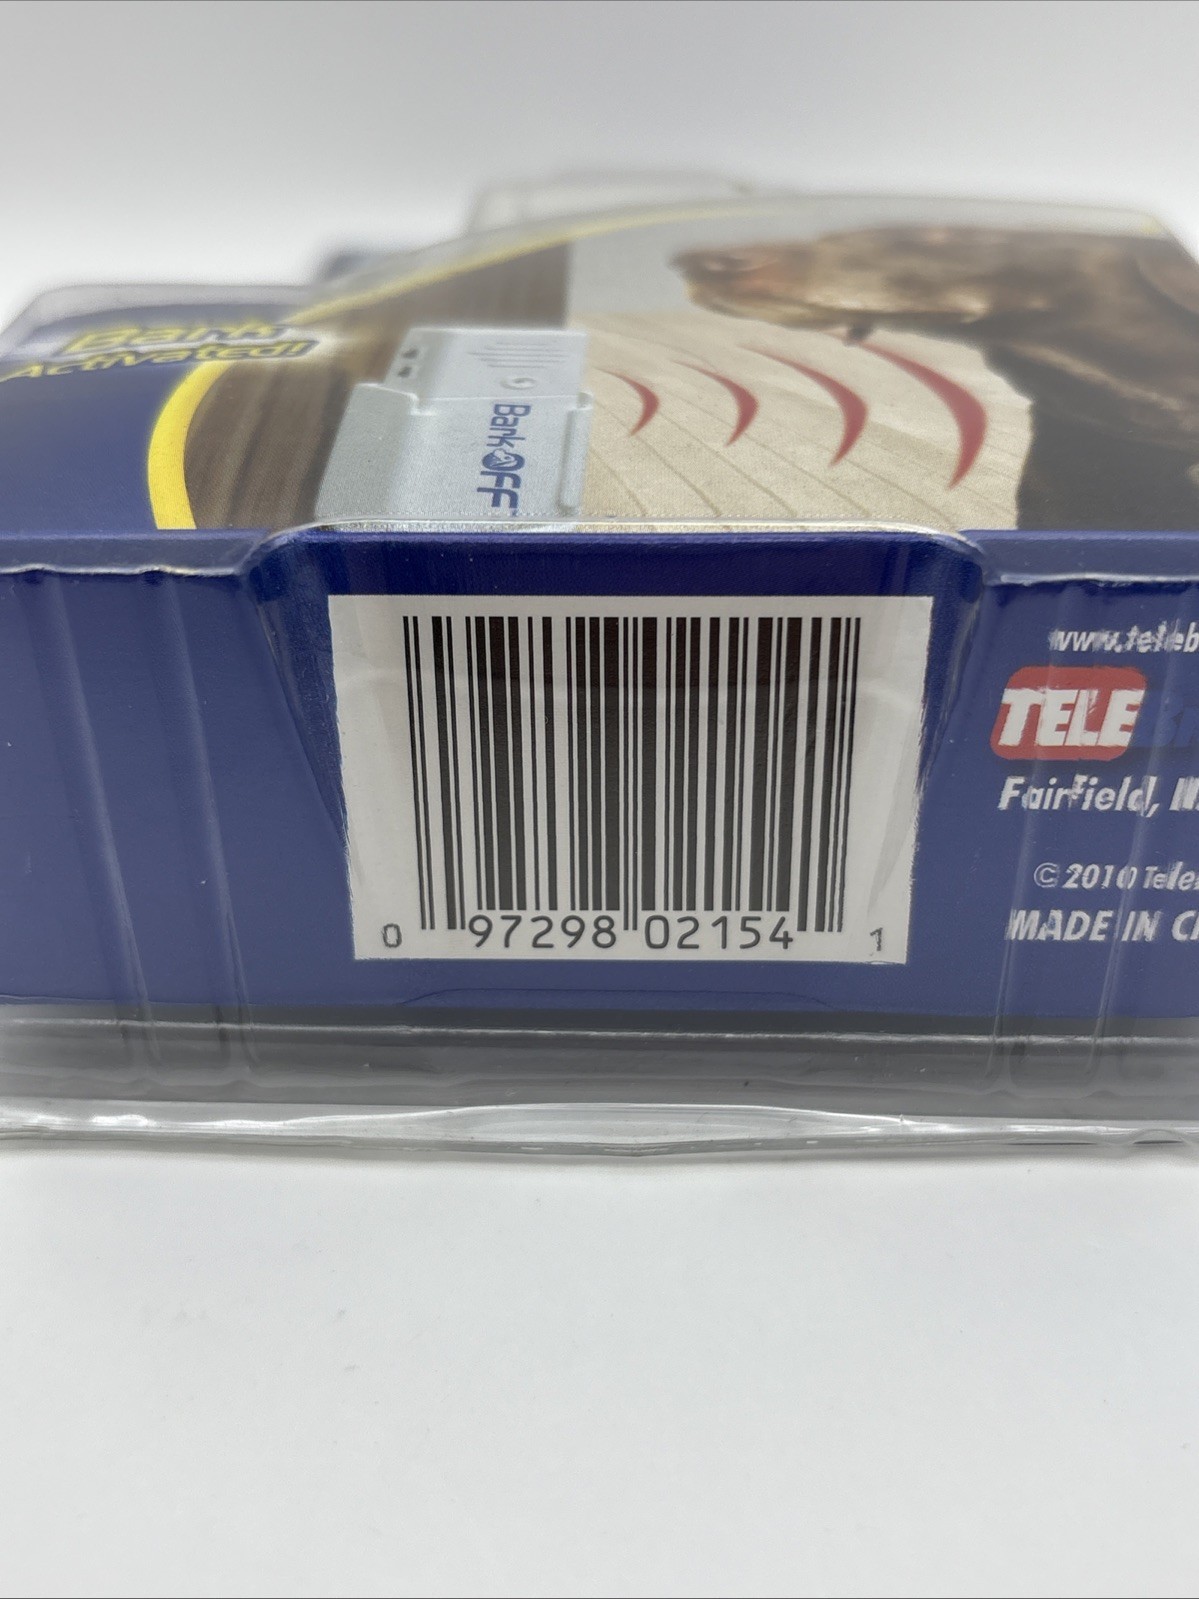 Bark
Activated!
Bark OFF
0 97298 02154 1
TELE
Fairfield,
© 2010
MADE IN